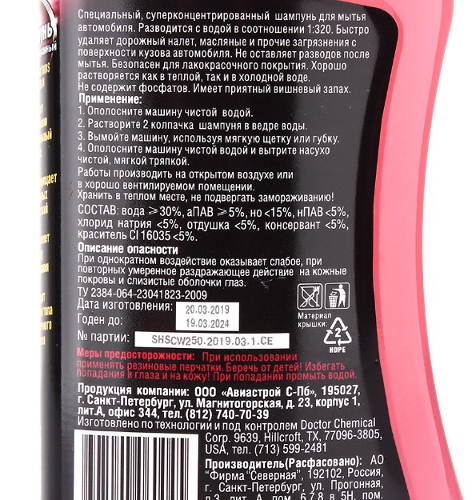 Специальный, суперконцентрированный шампунь для мытья
автомобиля. Разводится с водой в соотношении 1:320. Быстро
удаляет дорожный налет, масляные и прочие загрязнения с
поверхности кузова автомобиля. Не оставляет разводов после
мытья. Безопасен для лакокрасочного покрытия. Хорошо
растворяется как в теплой, так и в холодной воде.
Не содержит фосфатов. Имеет приятный вишневый запах.
Применение:
1. Ополосните машину чистой водой.
2. Растворите 2 колпачка шампуня в ведре воды.
3. Вымойте машину, используя мягкую щетку или губку.
4. Ополосните машину чистой водой и вытрите насухо
чистой, мягкой тряпкой.
Работы производить на открытом воздухе или
в хорошо вентилируемом помещении.
Хранить в теплом месте, не подвергать замораживанию!
СОСТАВ: вода ⩾30%, аПАВ ⩾5%, но <15%, нПАВ <5%,
хлорид натрия <5%, отдушка <5%, консервант <5%,
краситель CI 16035 <5%.
Описание опасности
При однократном воздействие оказывает слабое, при
повторных умеренное раздражающее действие на кожные
покровы и слизистые оболочки глаз.
ТУ 2384-064-23041823-2009
Дата изготовления: 20.03.2019
Годен до: 19.03.2024
№ партии: SHSCW250.2019.03.1.CE
Материал
крышки:
2
HDPE
Меры предосторожности: При использовании
применять резиновые перчатки. Беречь от детей! Избегать
попадания в глаза и на кожу! При попадании промыть водой.
Продукция компании: ООО «Авиастрой С-Пб», 195027,
г. Санкт-Петербург, ул. Магнитогорская, д. 23, корпус 1,
лит.А, офис 344, тел. (812) 740-70-39
Изготовлено по технологии и под контролем Doctor Chemical
Corp. 9639, Hillcroft, TX, 77096-3805,
USA, тел.: (713) 599-2481
Производитель(Расфасовано): АО
"Фирма "Северная", 192102, Россия,
г. Санкт-Петербург, ул. Прогонная,